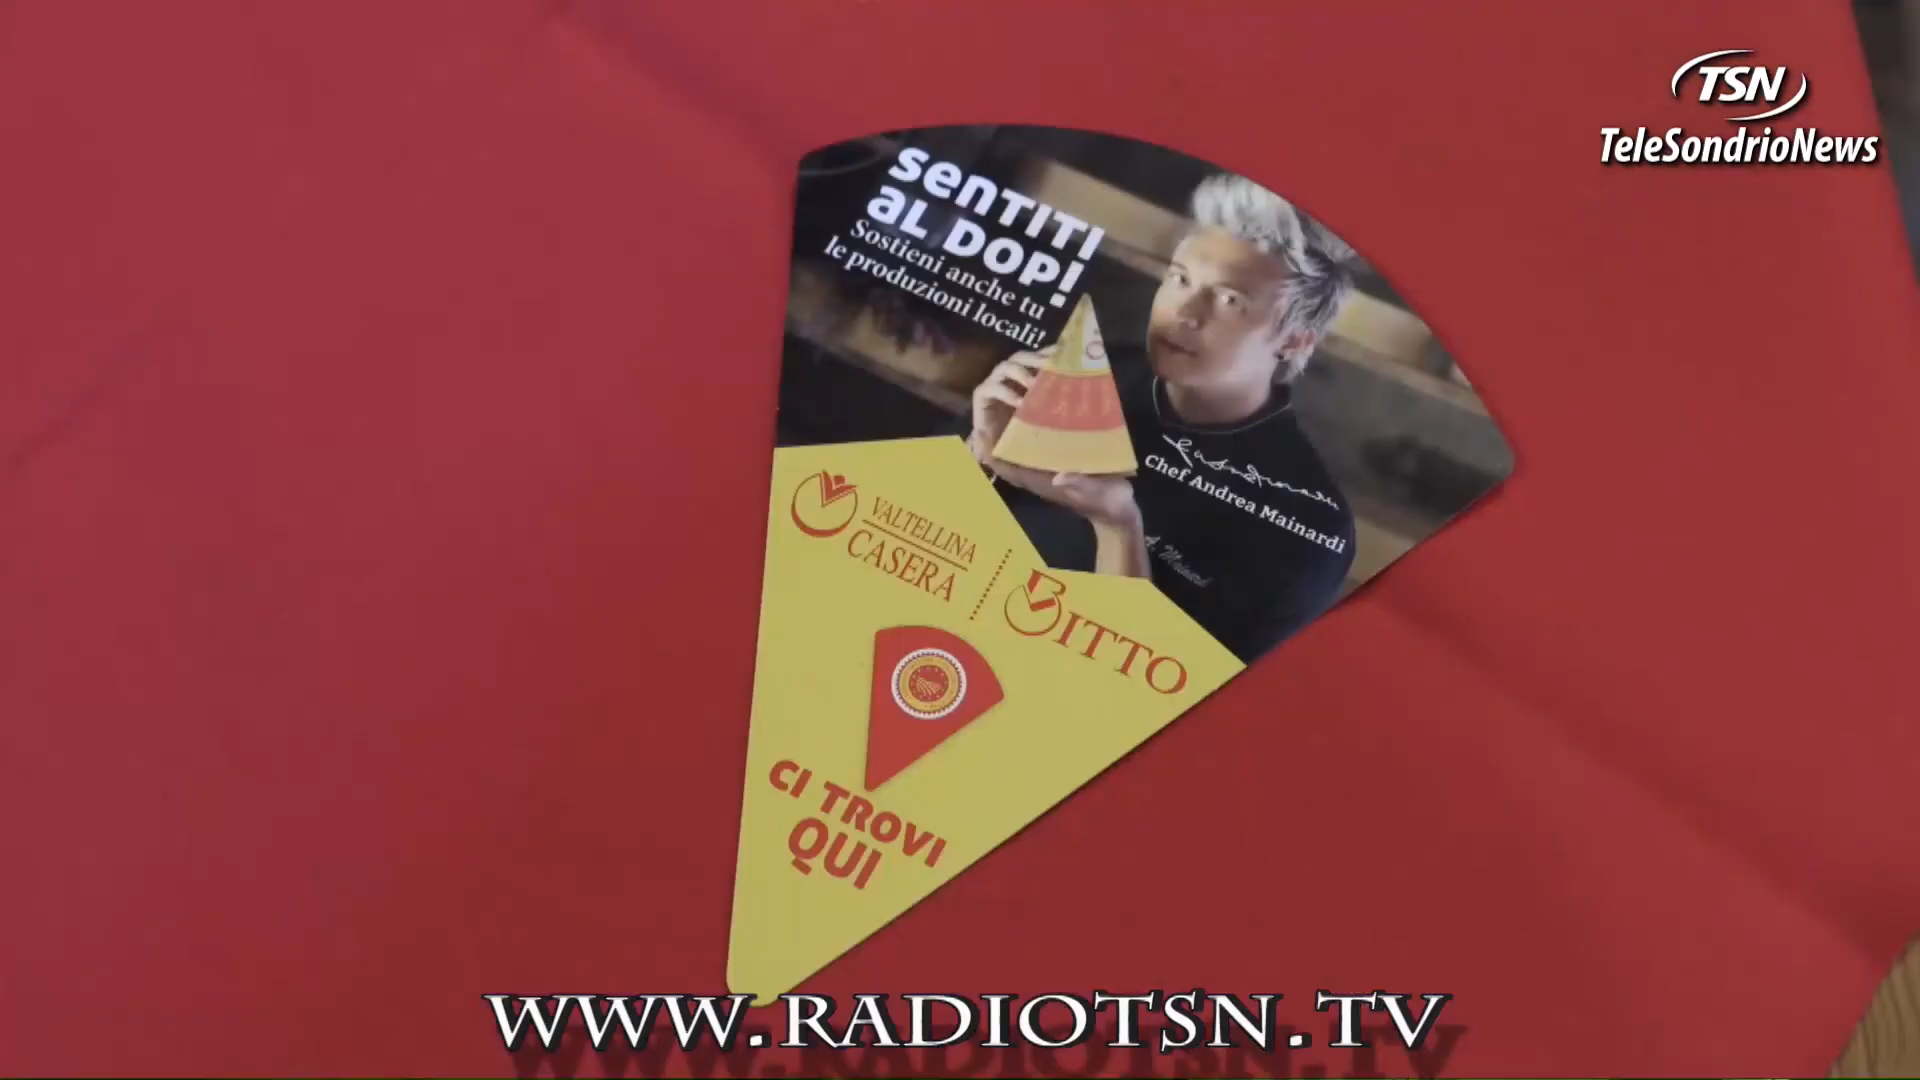 TSN
TeleSondrioNews
senTITI
aL DOP!
Sostieni anche tu
le produzioni locali!
Chef Andrea Mainardi
VALTELLINA
CASERA
BITTO
CI TROVI
QUI
WWW.RADIOTSN.TV